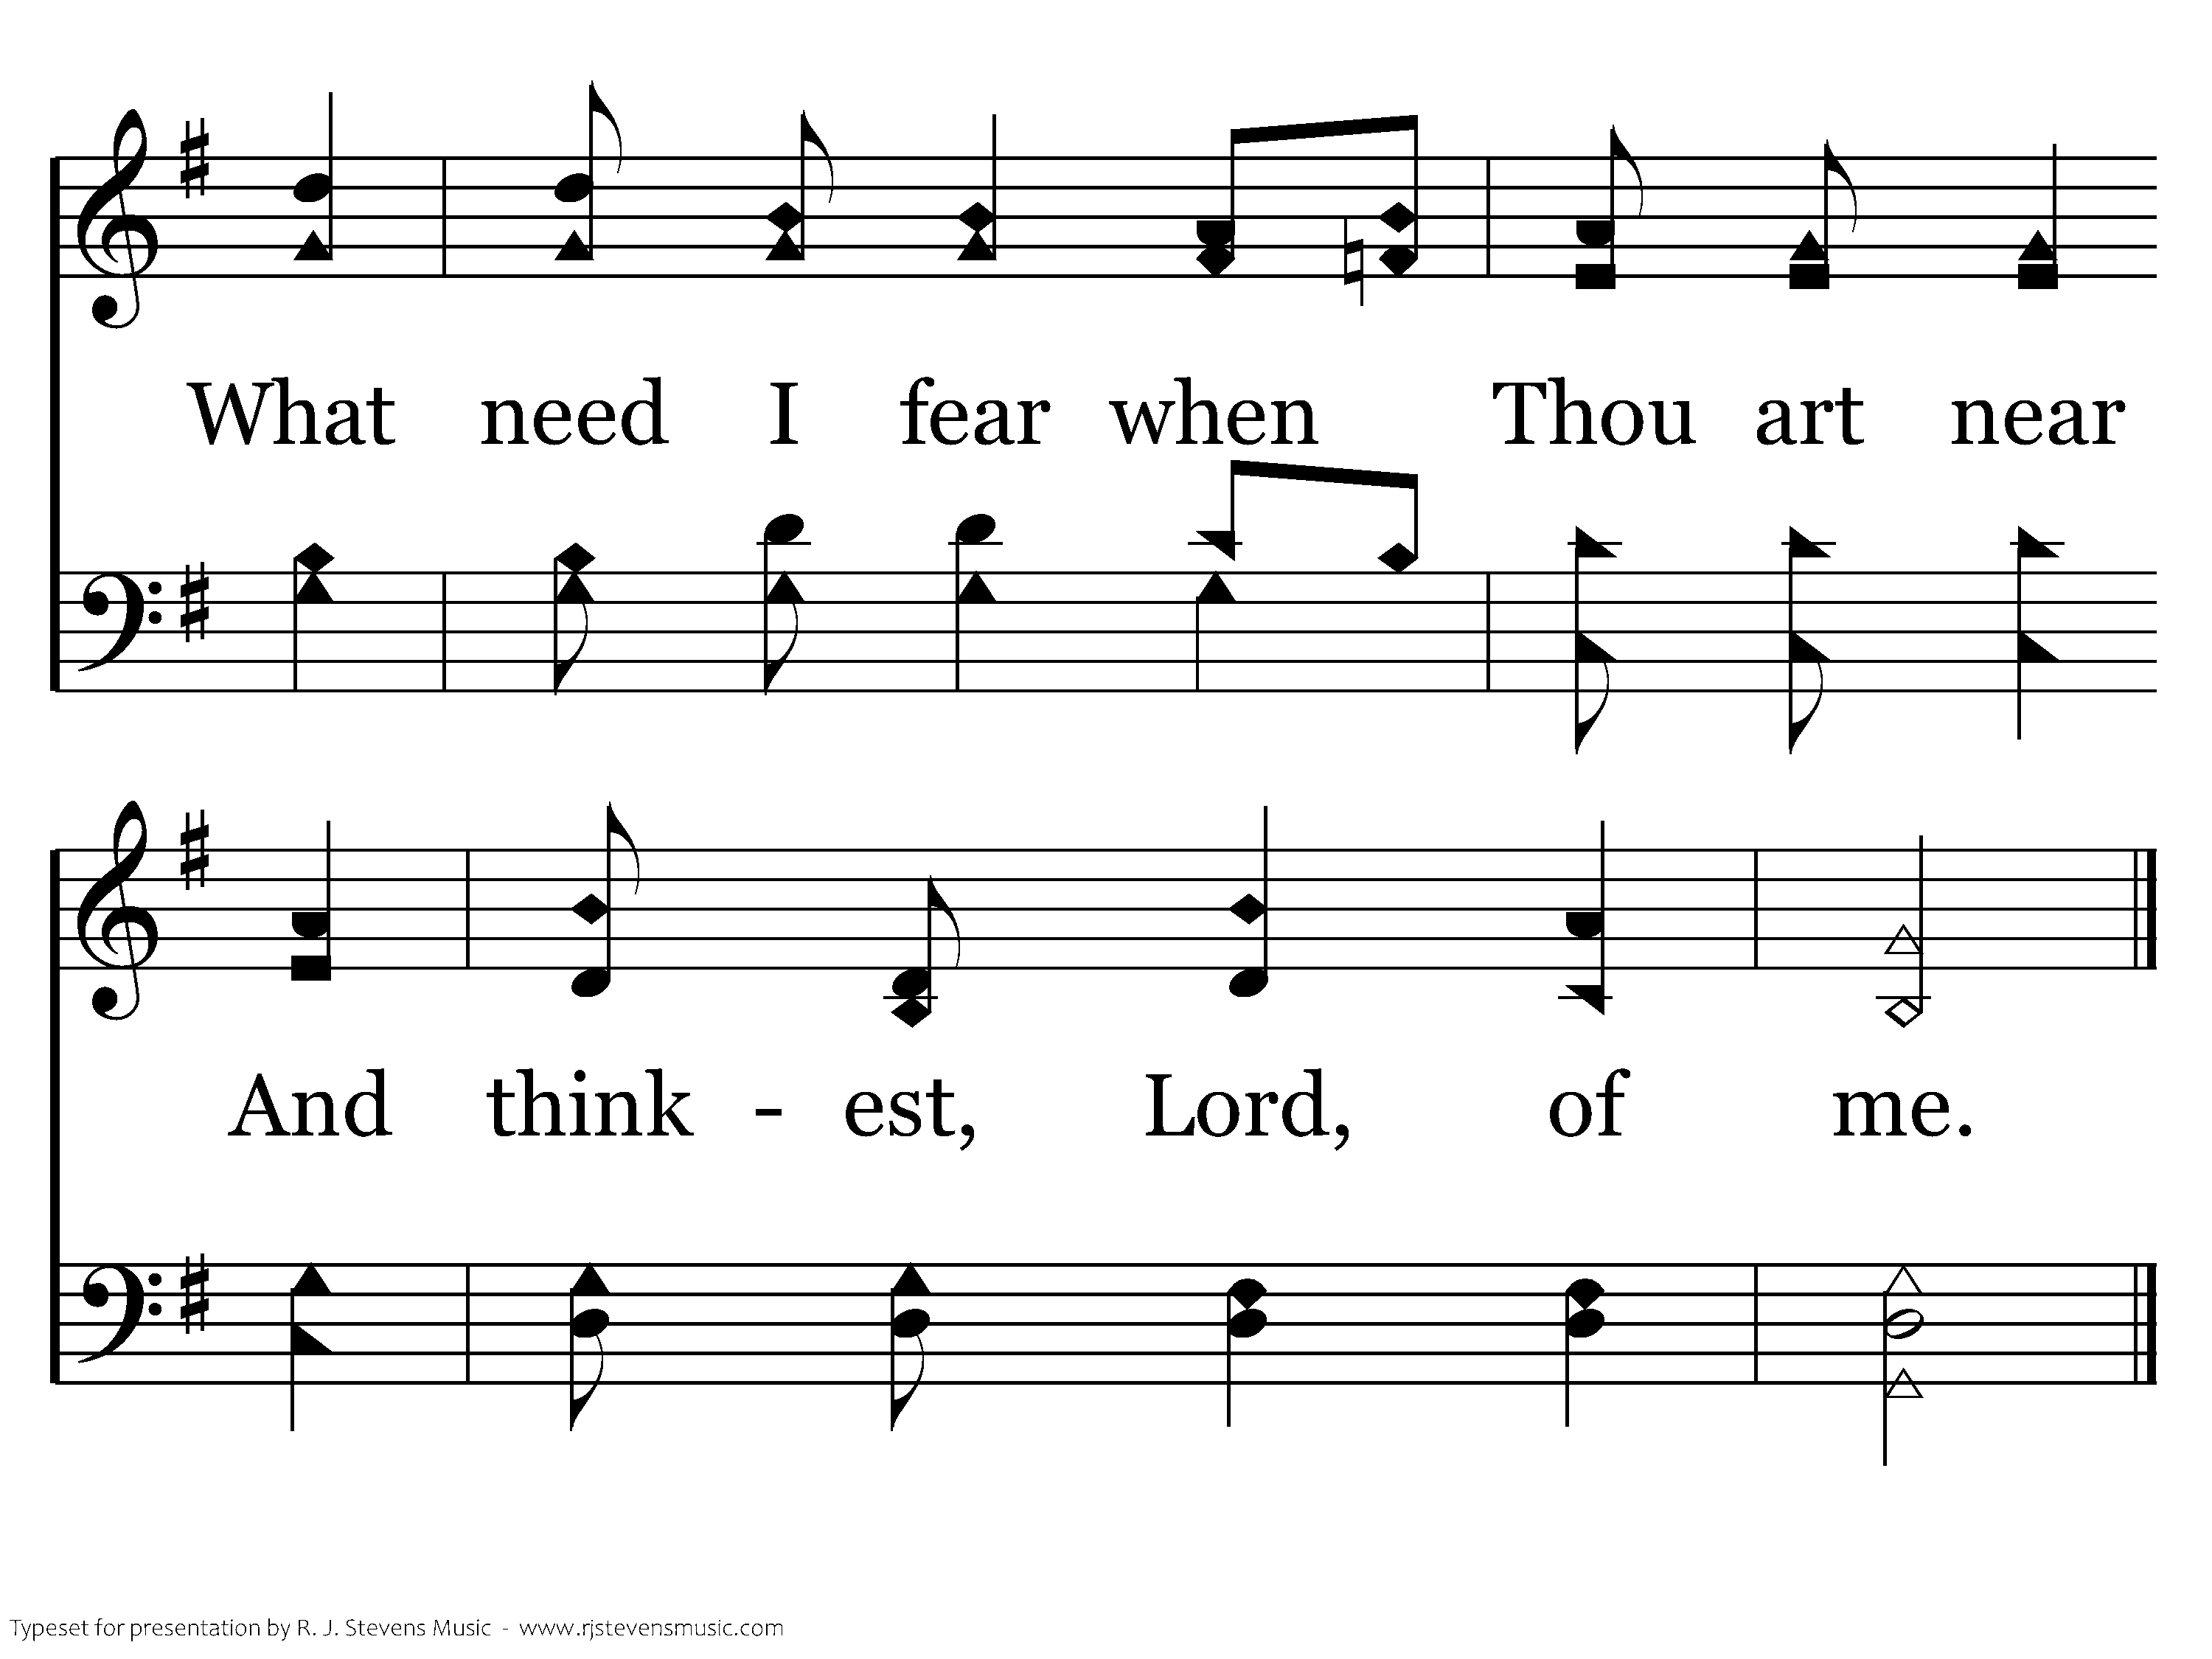 What need I fear when Thou art near
And think - est, Lord, of me.
Typeset for presentation by R. J. Stevens Music - www.rjstevensmusic.com